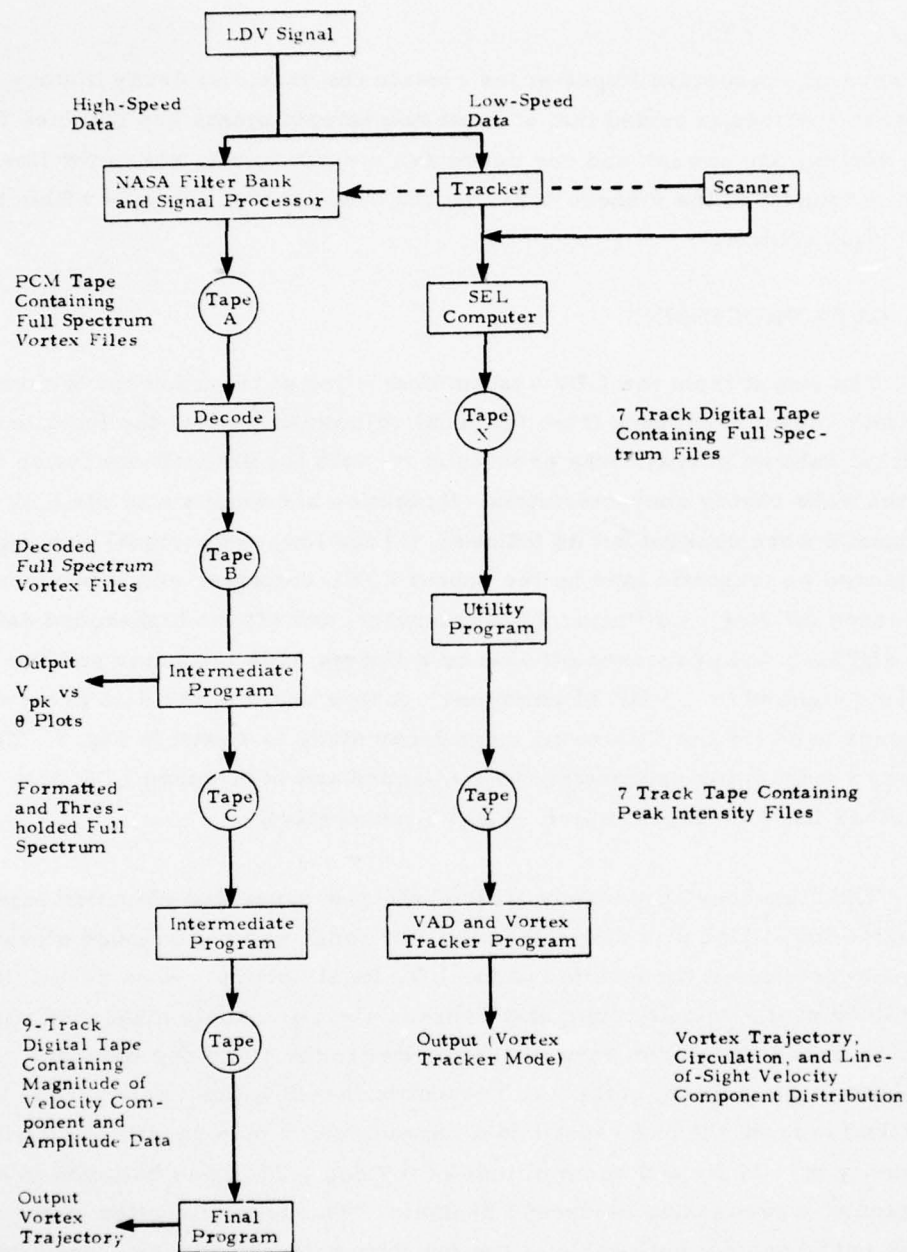 LDV Signal
High-Speed
Data
Low-Speed
Data
NASA Filter Bank
and Signal Processor
Tracker
Scanner
PCM Tape
Containing
Full Spectrum
Vortex Files
Tape
A
SEL
Computer
Decode
Tape
X
7 Track Digital Tape
Containing Full Spec-
trum Files
Decoded
Full Spectrum
Vortex Files
Tape
B
Utility
Program
Output
V pk vs
θ Plots
Intermediate
Program
Formatted
and Thres-
holded Full
Spectrum
Tape
C
Tape
Y
7 Track Tape Containing
Peak Intensity Files
Intermediate
Program
VAD and Vortex
Tracker Program
9-Track
Digital Tape
Containing
Magnitude of
Velocity Com-
ponent and
Amplitude Data
Tape
D
Output (Vortex
Tracker Mode)
Vortex Trajectory,
Circulation, and Line-
of-Sight Velocity
Component Distribution
Output
Vortex
Trajectory
Final
Program